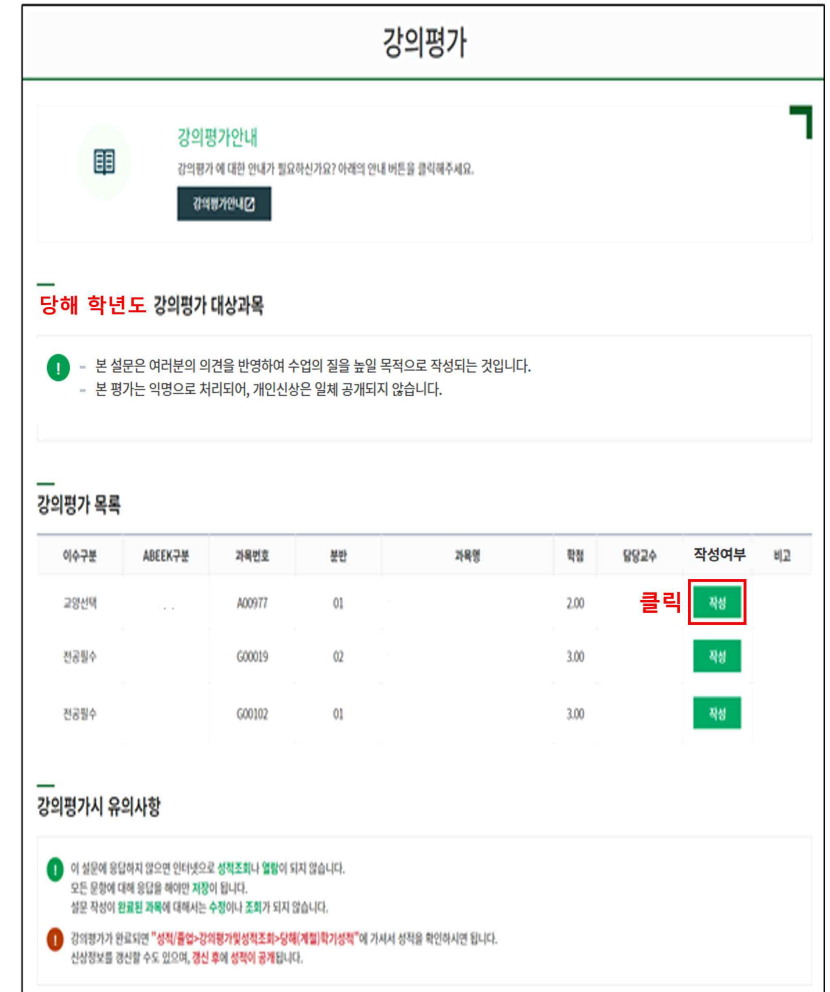 강의평가
강의평가안내
강의평가 에 대한 안내가 필요하신가요? 아래의 안내 버튼을 클릭해주세요.
강의평가안내
당해 학년도 강의평가 대상과목
! - 본 설문은 여러분의 의견을 반영하여 수업의 질을 높일 목적으로 작성되는 것입니다.
- 본 평가는 익명으로 처리되어, 개인신상은 일체 공개되지 않습니다.
강의평가 목록
이수구분 ABEEK구분 과목번호 분반 과목명 학점 담당교수 작성여부 비고
교양선택 . . A00977 01 2.00 클릭 작성
전공필수 G00019 02 3.00 작성
전공필수 G00102 01 3.00 작성
강의평가시 유의사항
! 이 설문에 응답하지 않으면 인터넷으로 성적조회나 열람이 되지 않습니다.
모든 문항에 대해 응답을 해야만 저장이 됩니다.
설문 작성이 완료된 과목에 대해서는 수정이나 조회가 되지 않습니다.
! 강의평가가 완료되면 "성적/졸업>강의평가및성적조회>당해(계절)학기성적"에 가셔서 성적을 확인하시면 됩니다.
신상정보를 갱신할 수도 있으며, 갱신 후에 성적이 공개됩니다.